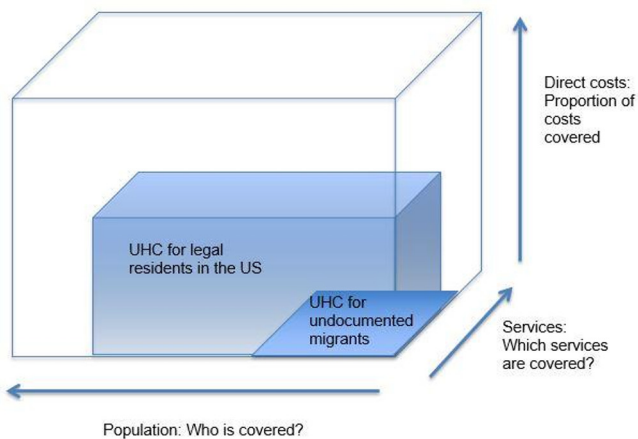 Direct costs:
Proportion of
costs
covered
UHC for legal
residents in the US
UHC for
undocumented
migrants
Services:
Which services
are covered?
Population: Who is covered?